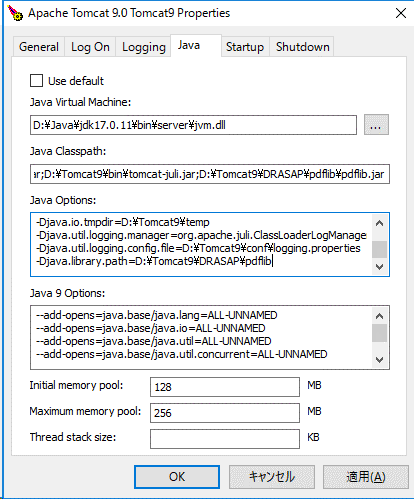 Apache Tomcat 9.0 Tomcat9 Properties
General Log On Logging Java Startup Shutdown
Use default
Java Virtual Machine:
D:¥Java¥jdk17.0.11¥bin¥server¥jvm.dll
...
Java Classpath:
ar;D:¥Tomcat9¥bin¥tomcat-juli.jar;D:¥Tomcat9¥DRASAP¥pdflib¥pdflib.jar
Java Options:
-Djava.io.tmpdir=D:¥Tomcat9¥temp
-Djava.util.logging.manager=org.apache.juli.ClassLoaderLogManager
-Djava.util.logging.config.file=D:¥Tomcat9¥conf¥logging.properties
-Djava.library.path=D:¥Tomcat9¥DRASAP¥pdflib
Java 9 Options:
--add-opens=java.base/java.lang=ALL-UNNAMED
--add-opens=java.base/java.io=ALL-UNNAMED
--add-opens=java.base/java.util=ALL-UNNAMED
--add-opens=java.base/java.util.concurrent=ALL-UNNAMED
Initial memory pool: 128 MB
Maximum memory pool: 256 MB
Thread stack size: KB
OK キャンセル 適用(A)